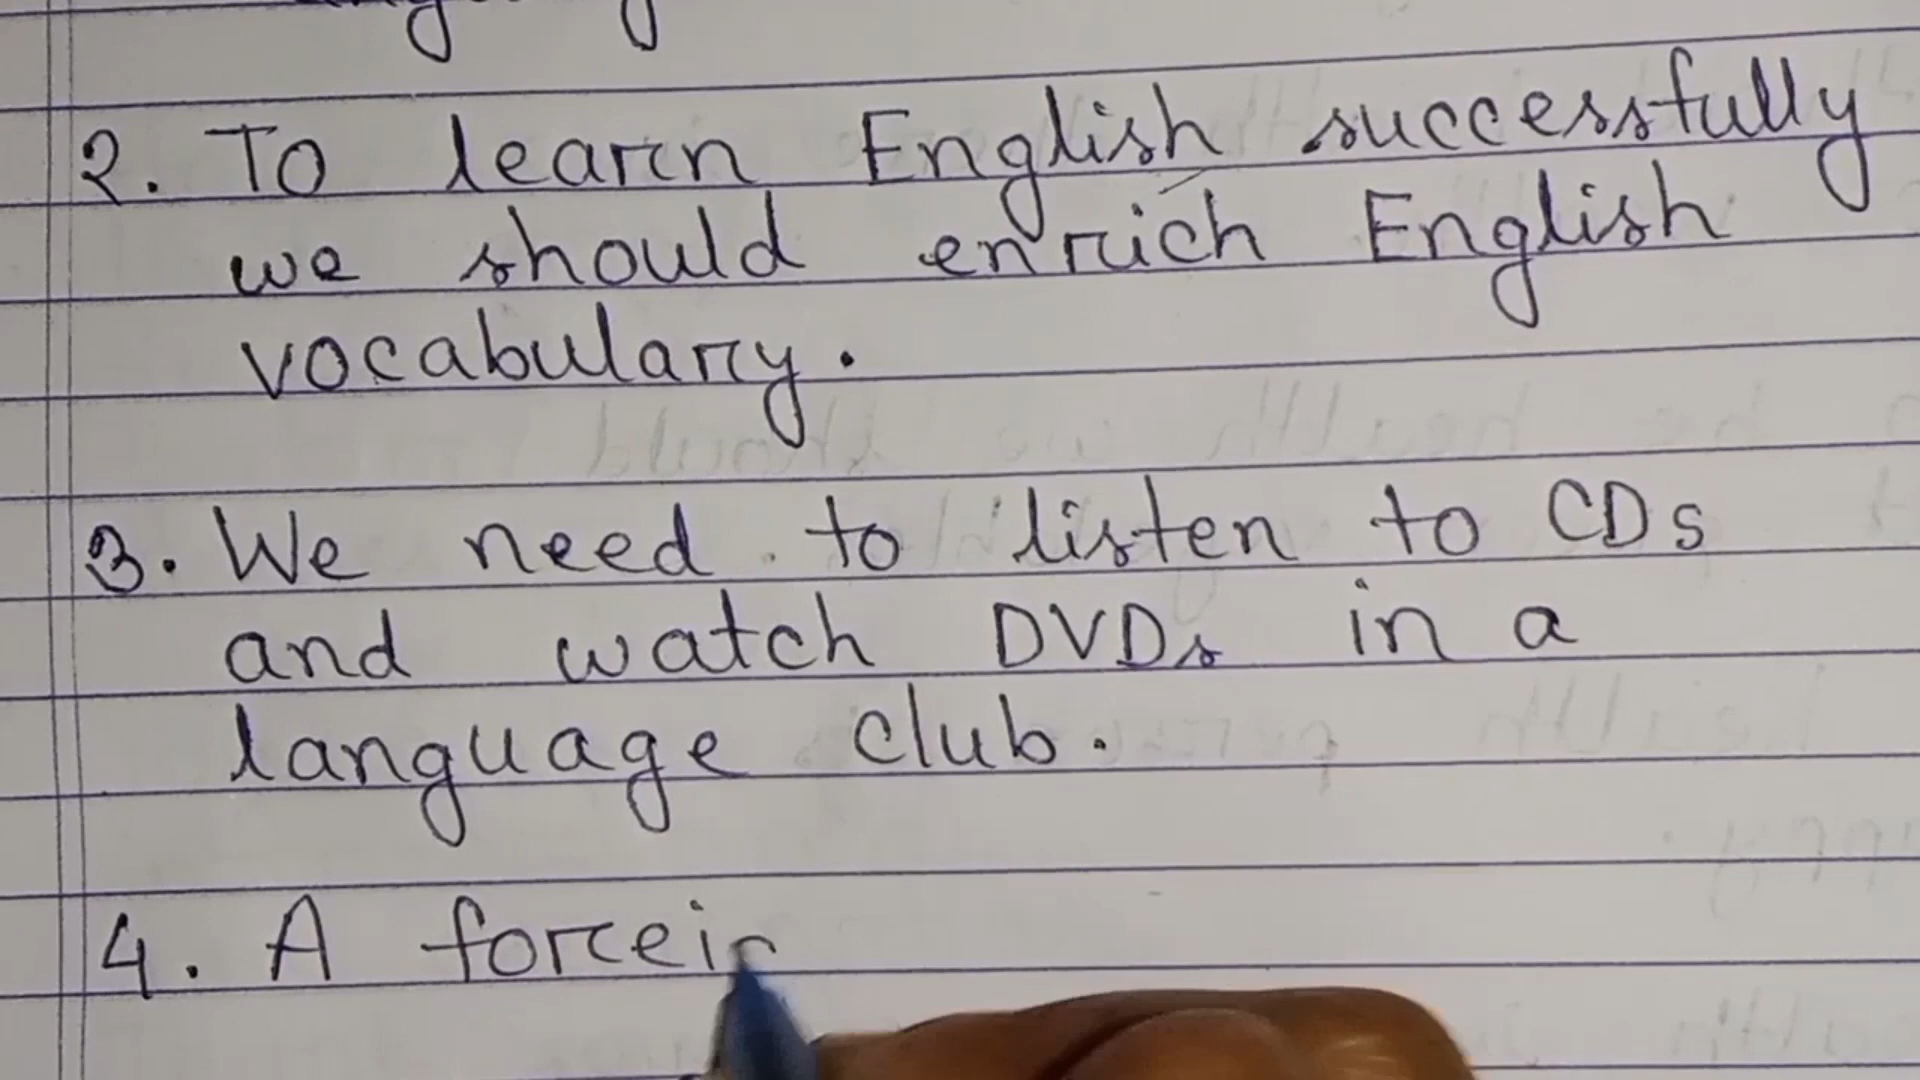 2. To learn English successfully
we should enrich English
vocabulary.
3. We need to listen to CDs
and watch DVDs in a
language club.
4. A